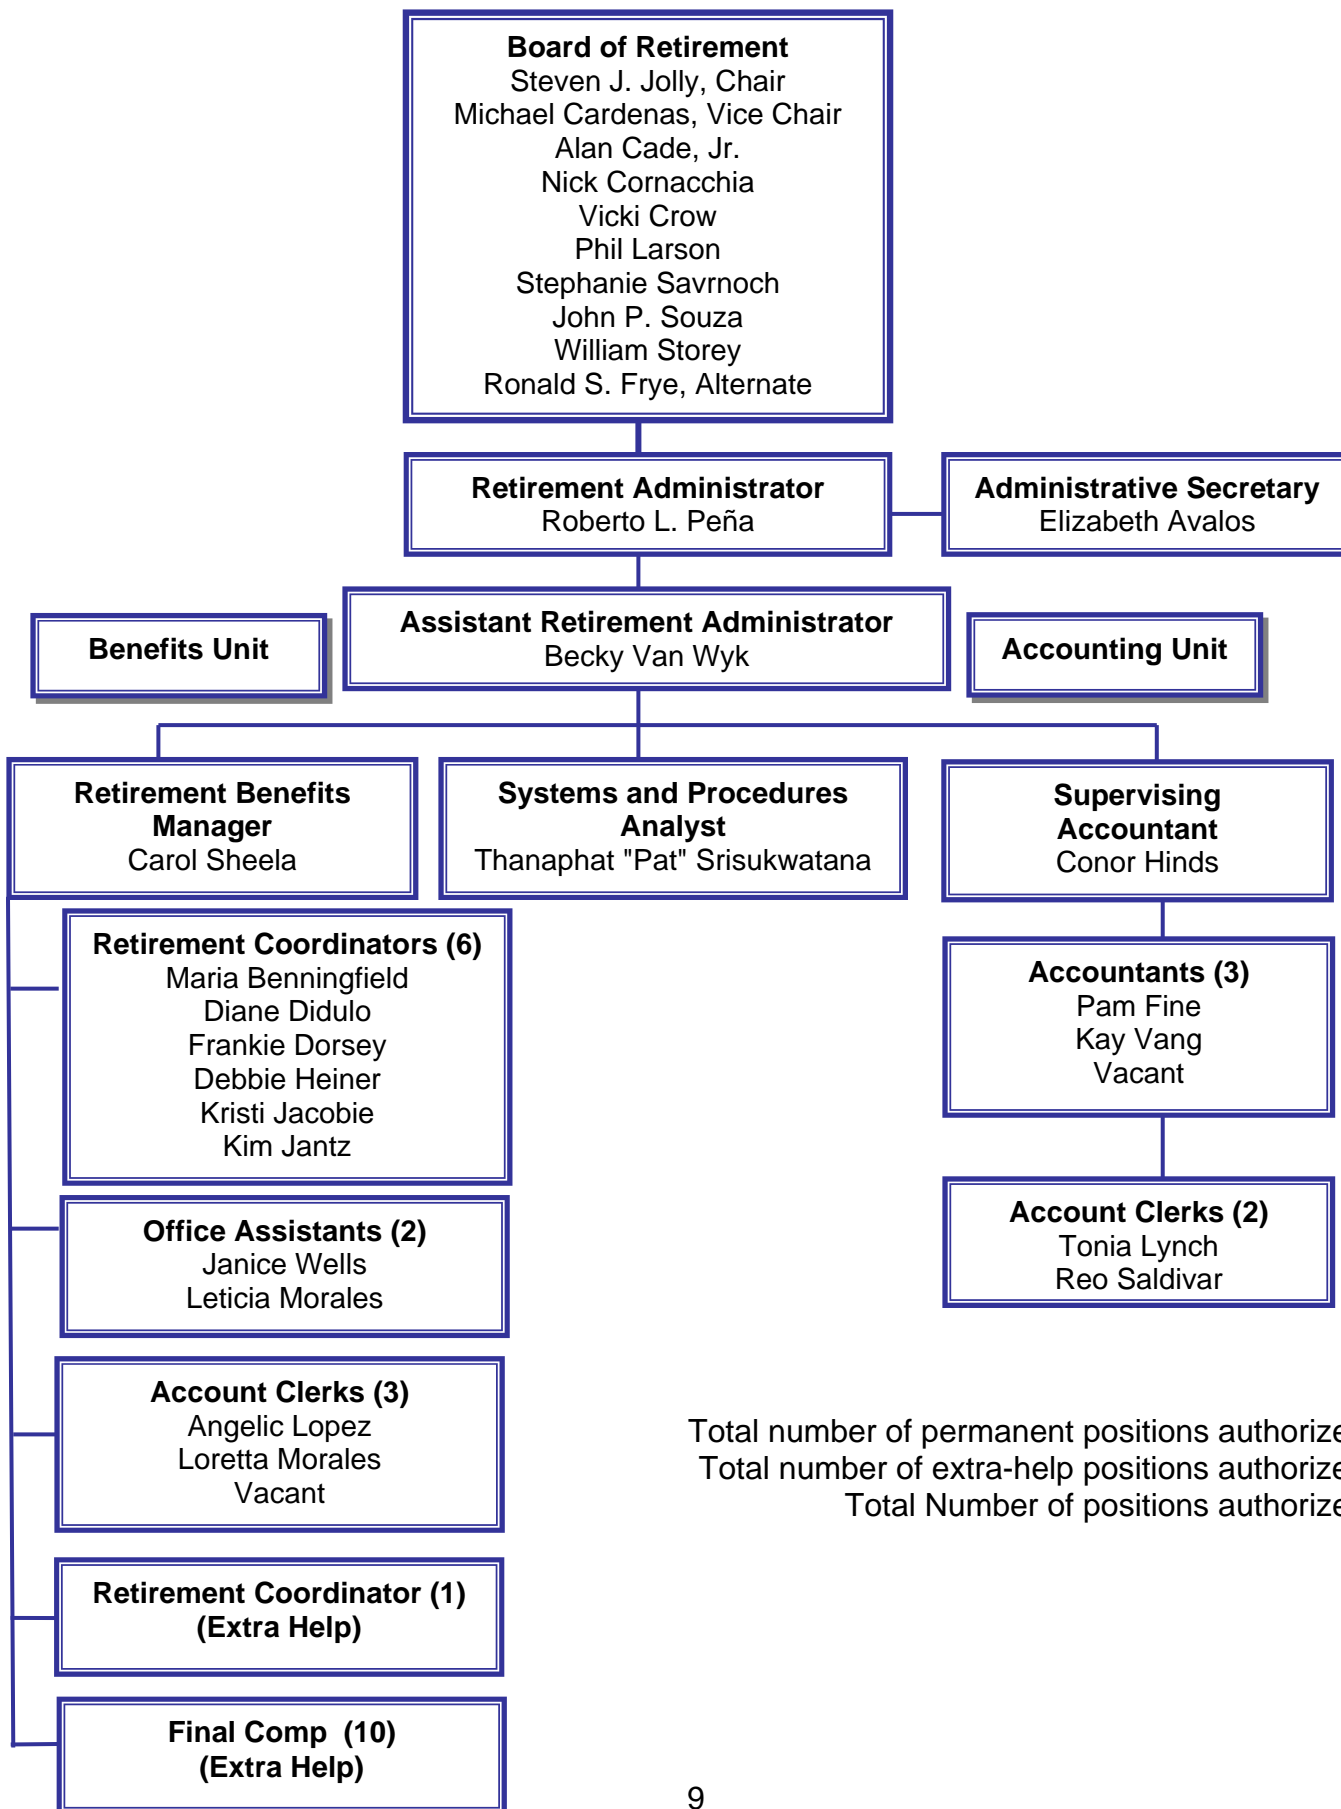 Board of Retirement
Steven J. Jolly, Chair
Michael Cardenas, Vice Chair
Alan Cade, Jr.
Nick Cornacchia
Vicki Crow
Phil Larson
Stephanie Savrnoch
John P. Souza
William Storey
Ronald S. Frye, Alternate
Retirement Administrator
Roberto L. Peña
Administrative Secretary
Elizabeth Avalos
Benefits Unit
Assistant Retirement Administrator
Becky Van Wyk
Accounting Unit
Retirement Benefits
Manager
Carol Sheela
Systems and Procedures
Analyst
Thanaphat "Pat" Srisukwatana
Supervising
Accountant
Conor Hinds
Retirement Coordinators (6)
Maria Benningfield
Diane Didulo
Frankie Dorsey
Debbie Heiner
Kristi Jacobie
Kim Jantz
Accountants (3)
Pam Fine
Kay Vang
Vacant
Office Assistants (2)
Janice Wells
Leticia Morales
Account Clerks (2)
Tonia Lynch
Reo Saldivar
Account Clerks (3)
Angelic Lopez
Loretta Morales
Vacant
Total number of permanent positions authorize
Total number of extra-help positions authorize
Total Number of positions authorize
Retirement Coordinator (1)
(Extra Help)
Final Comp (10)
(Extra Help)
9